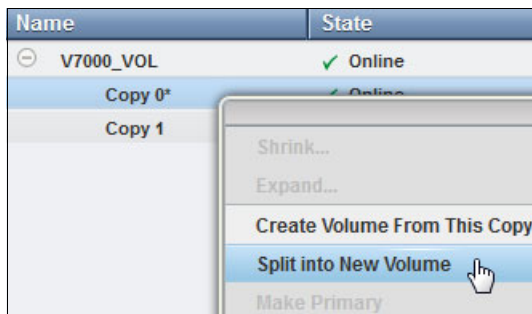 Name State
V7000_VOL Online
Copy 0* Online
Copy 1
Shrink...
Expand...
Create Volume From This Copy
Split into New Volume
Make Primary